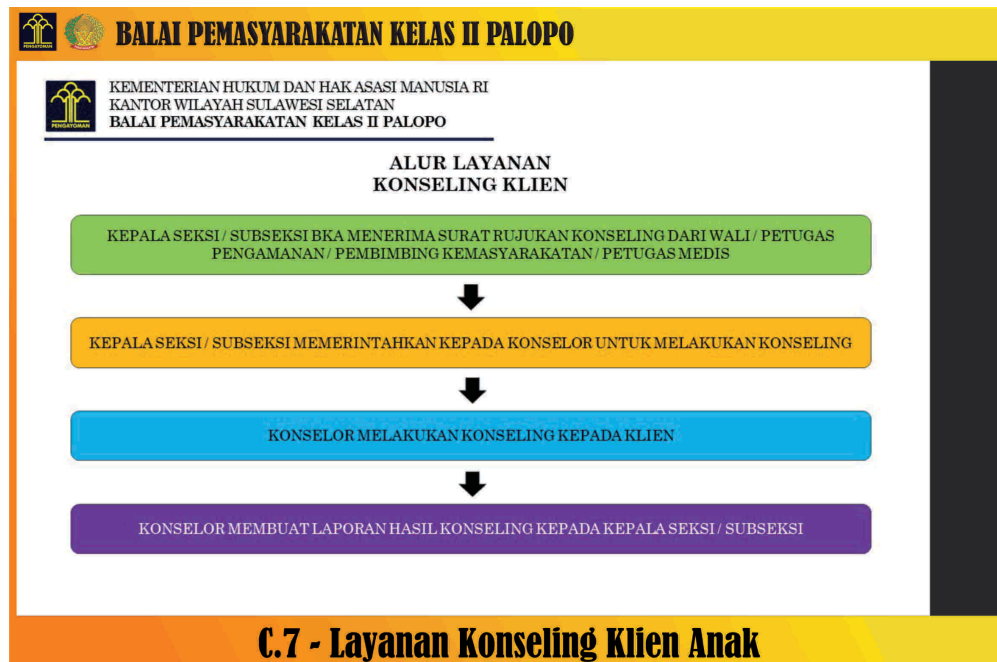 BALAI PEMASYARAKATAN KELAS II PALOPO
KEMENTERIAN HUKUM DAN HAK ASASI MANUSIA RI
KANTOR WILAYAH SULAWESI SELATAN
BALAI PEMASYARAKATAN KELAS II PALOPO
PENGAYOMAN
ALUR LAYANAN
KONSELING KLIEN
KEPALA SEKSI / SUBSEKSI BKA MENERIMA SURAT RUJUKAN KONSELING DARI WALI / PETUGAS
PENGAMANAN / PEMBIMBING KEMASYARAKATAN / PETUGAS MEDIS
KEPALA SEKSI / SUBSEKSI MEMERINTAHKAN KEPADA KONSELOR UNTUK MELAKUKAN KONSELING
KONSELOR MELAKUKAN KONSELING KEPADA KLIEN
KONSELOR MEMBUAT LAPORAN HASIL KONSELING KEPADA KEPALA SEKSI / SUBSEKSI
C.7 - Layanan Konseling Klien Anak